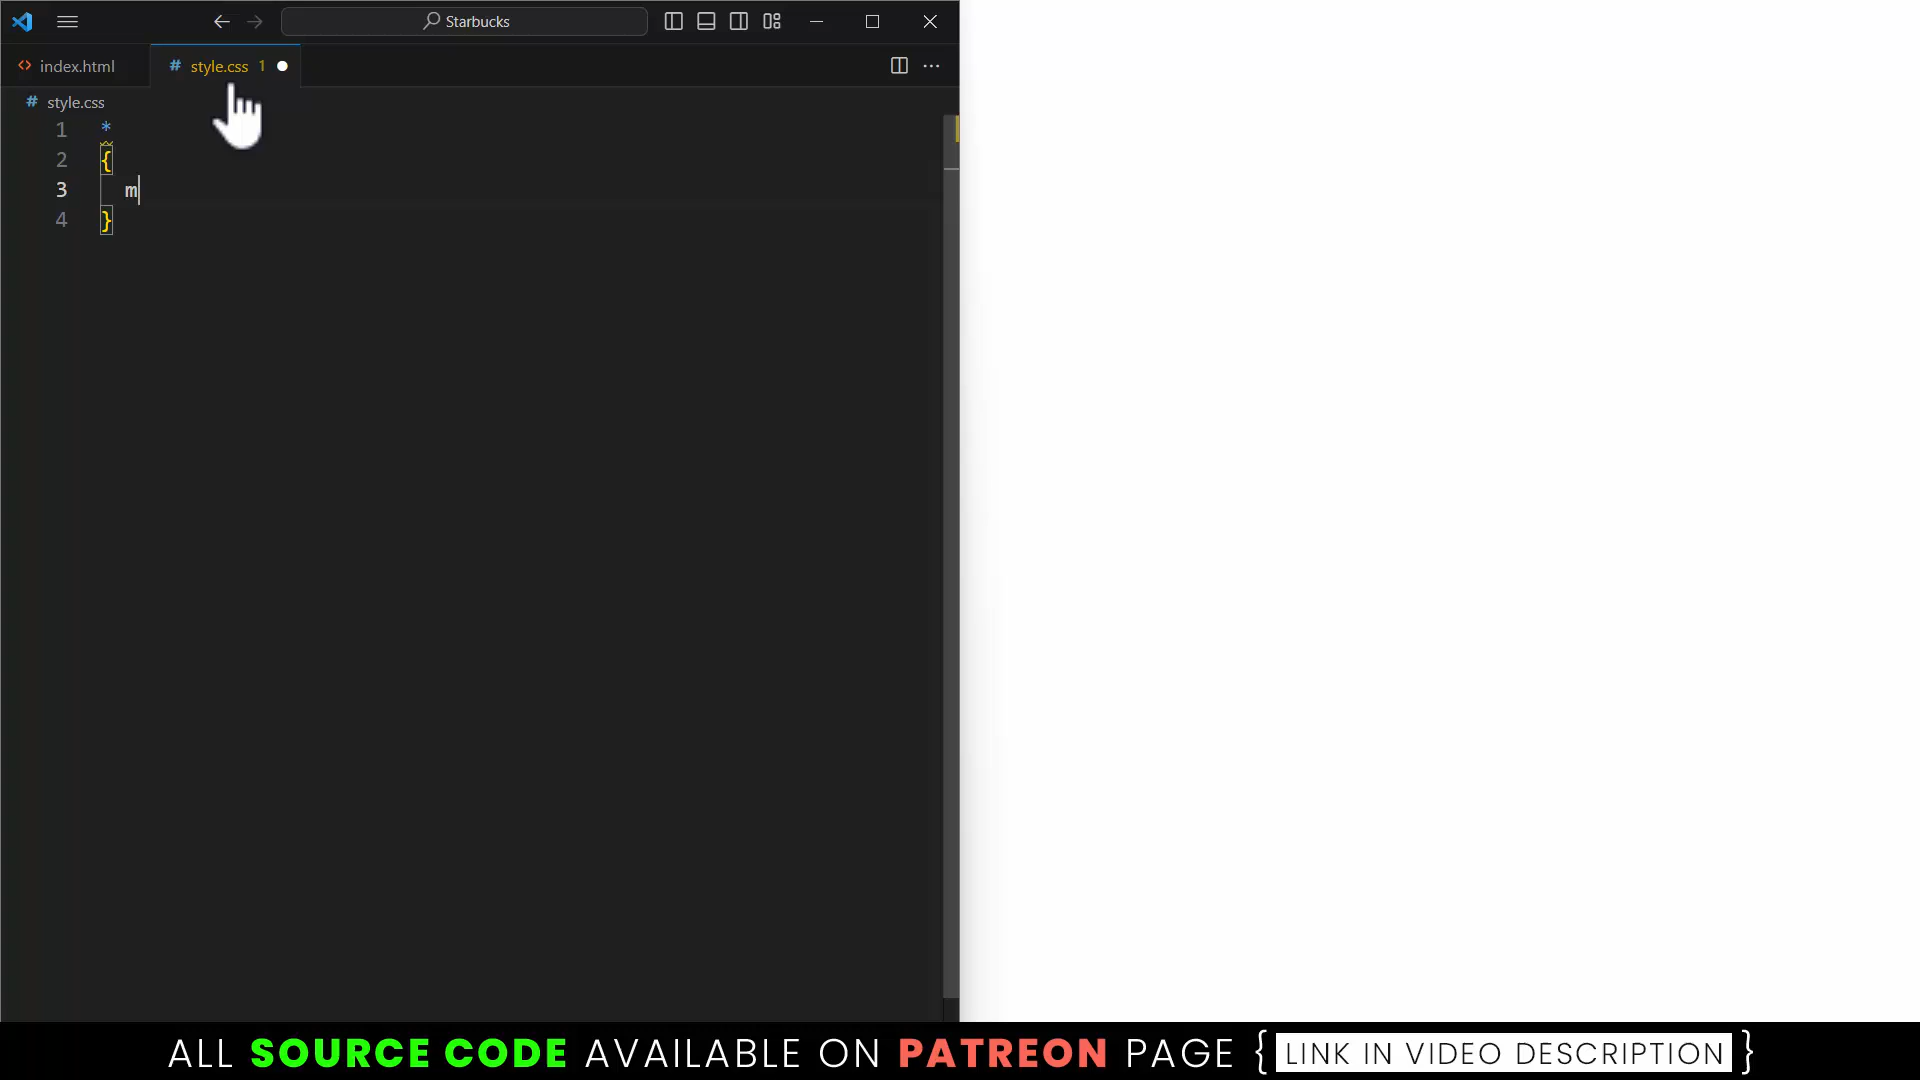 Starbucks
index.html
style.css 1
style.css
1 *
2 {
3 m
4 }
ALL SOURCE CODE AVAILABLE ON PATREON PAGE { LINK IN VIDEO DESCRIPTION }